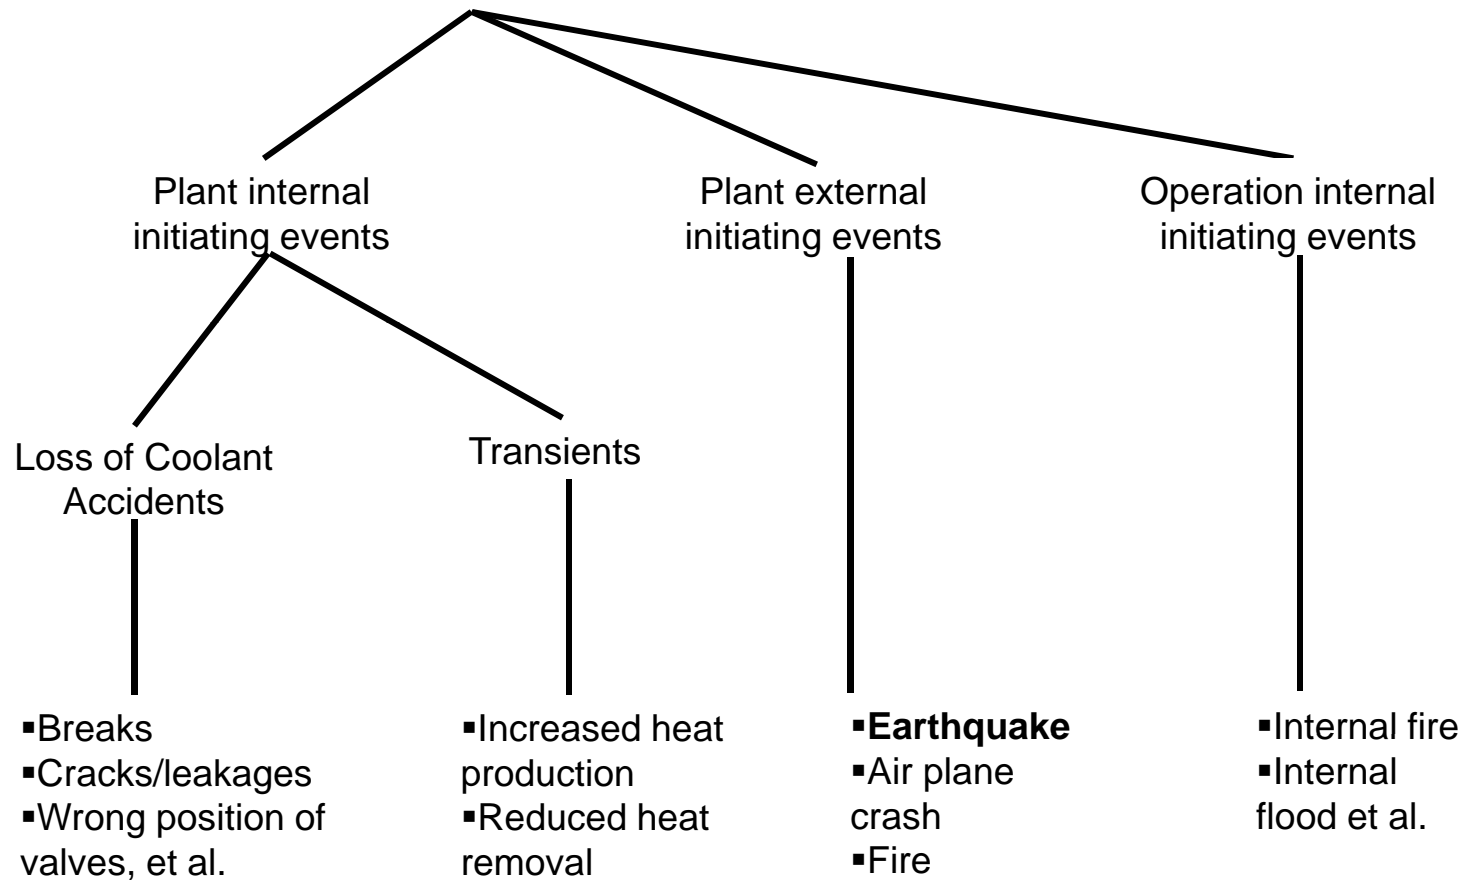 Plant internal
initiating events
Plant external
initiating events
Operation internal
initiating events
Loss of Coolant
Accidents
Transients
▪Breaks
▪Cracks/leakages
▪Wrong position of
valves, et al.
▪Increased heat
production
▪Reduced heat
removal
▪Earthquake
▪Air plane
crash
▪Fire
▪Internal fire
▪Internal
flood et al.